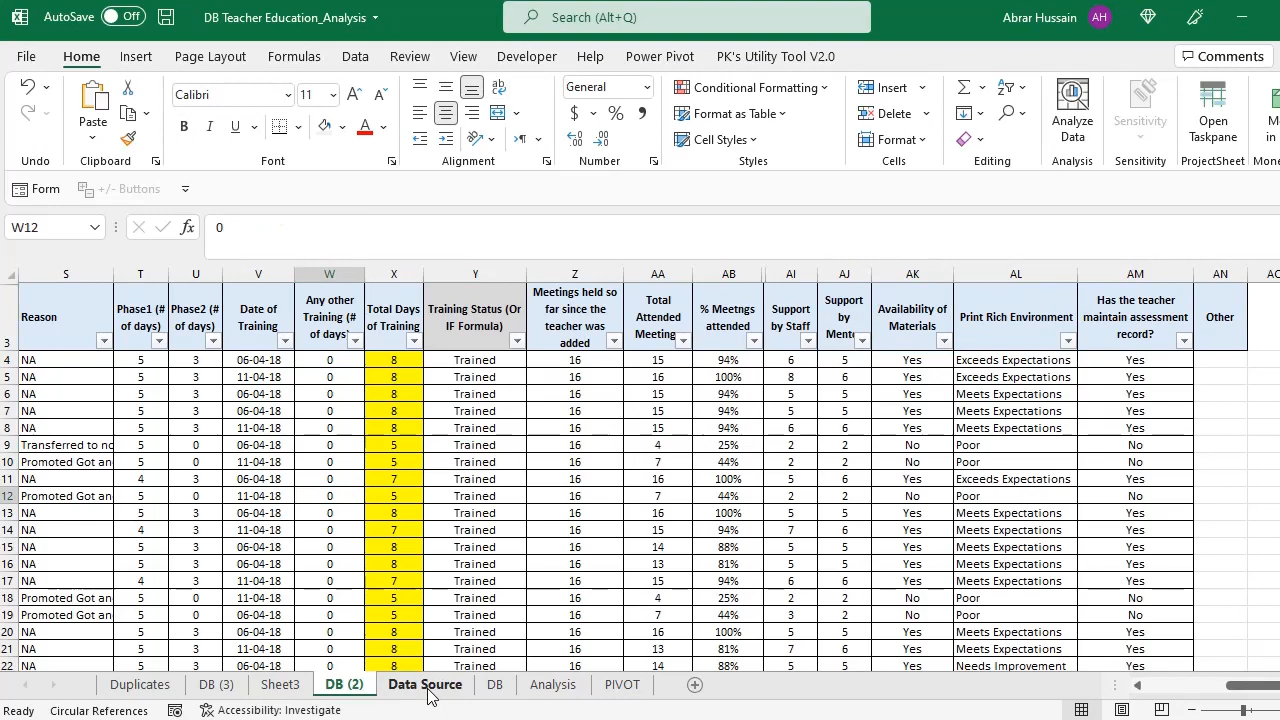 AutoSave Off DB Teacher Education_Analysis Search (Alt+Q) Abrar Hussain AH
File Home Insert Page Layout Formulas Data Review View Developer Help Power Pivot PK's Utility Tool V2.0 Comments
Calibri 11 General Conditional Formatting Insert
Paste Format as Table Delete Analyze Data Sensitivity Open Taskpane
B I U Cell Styles Format
Undo Clipboard Font Alignment Number Styles Cells Editing Analysis Sensitivity ProjectSheet
Form +/- Buttons
W12 fx 0
S T U V W X Y Z AA AB AI AJ AK AL AM AN
3 Reason Phase1 (# of days) Phase2 (# of days) Date of Training Any other Training (# of days) Total Days of Training Training Status (Or IF Formula) Meetings held so far since the teacher was added Total Attended Meeting % Meetngs attended Support by Staff Support by Mento Availability of Materials Print Rich Environment Has the teacher maintain assessment record? Other
4 NA 5 3 06-04-18 0 8 Trained 16 15 94% 6 5 Yes Exceeds Expectations Yes
5 NA 5 3 11-04-18 0 8 Trained 16 16 100% 8 6 Yes Exceeds Expectations Yes
6 NA 5 3 06-04-18 0 8 Trained 16 15 94% 5 5 Yes Meets Expectations Yes
7 NA 5 3 06-04-18 0 8 Trained 16 15 94% 5 5 Yes Meets Expectations Yes
8 NA 5 3 11-04-18 0 8 Trained 16 15 94% 6 6 Yes Meets Expectations Yes
9 Transferred to no 5 0 06-04-18 0 5 Trained 16 4 25% 2 2 No Poor No
10 Promoted Got an 5 0 11-04-18 0 5 Trained 16 7 44% 2 2 No Poor No
11 NA 4 3 06-04-18 0 7 Trained 16 16 100% 5 6 Yes Exceeds Expectations Yes
12 Promoted Got an 5 0 11-04-18 0 5 Trained 16 7 44% 2 2 No Poor No
13 NA 5 3 06-04-18 0 8 Trained 16 16 100% 5 5 Yes Meets Expectations Yes
14 NA 4 3 11-04-18 0 7 Trained 16 15 94% 7 6 Yes Meets Expectations Yes
15 NA 5 3 06-04-18 0 8 Trained 16 14 88% 5 5 Yes Meets Expectations Yes
16 NA 5 3 06-04-18 0 8 Trained 16 13 81% 5 5 Yes Meets Expectations Yes
17 NA 4 3 11-04-18 0 7 Trained 16 15 94% 6 6 Yes Meets Expectations Yes
18 Promoted Got an 5 0 11-04-18 0 5 Trained 16 4 25% 2 2 No Poor No
19 Promoted Got an 5 0 06-04-18 0 5 Trained 16 7 44% 3 2 No Poor No
20 NA 5 3 06-04-18 0 8 Trained 16 16 100% 5 5 Yes Meets Expectations Yes
21 NA 5 3 11-04-18 0 8 Trained 16 13 81% 7 6 Yes Meets Expectations Yes
22 NA 5 3 06-04-18 0 8 Trained 16 14 88% 5 5 Yes Needs Improvement Yes
Duplicates DB (3) Sheet3 DB (2) Data Source DB Analysis PIVOT
Ready Circular References Accessibility: Investigate